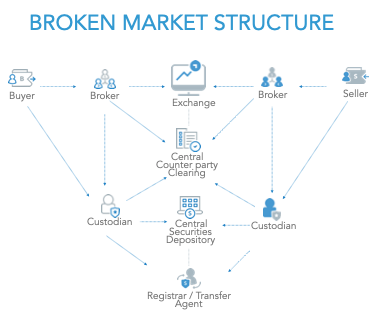 BROKEN MARKET STRUCTURE
Buyer
Broker
Exchange
Broker
Seller
Central
Counter party
Clearing
Custodian
Central
Securities
Depository
Custodian
Registrar / Transfer
Agent